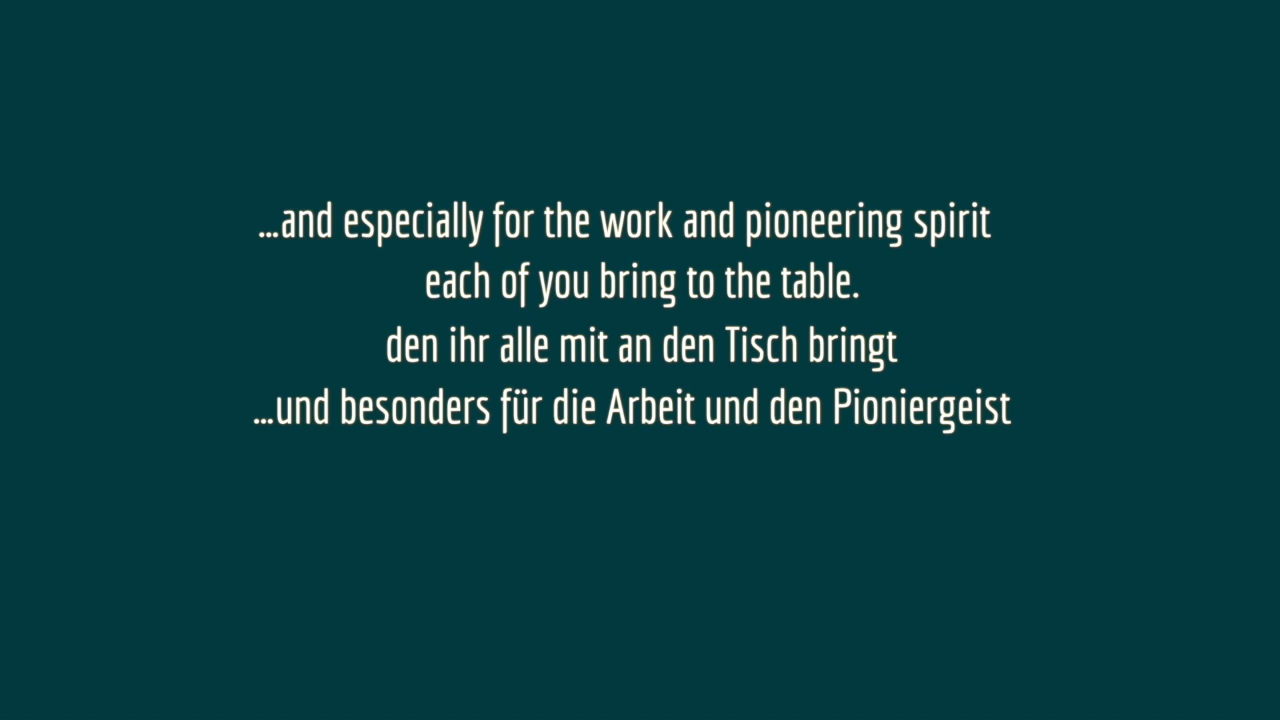 ...and especially for the work and pioneering spirit
each of you bring to the table.
den ihr alle mit an den Tisch bringt
...und besonders für die Arbeit und den Pioniergeist